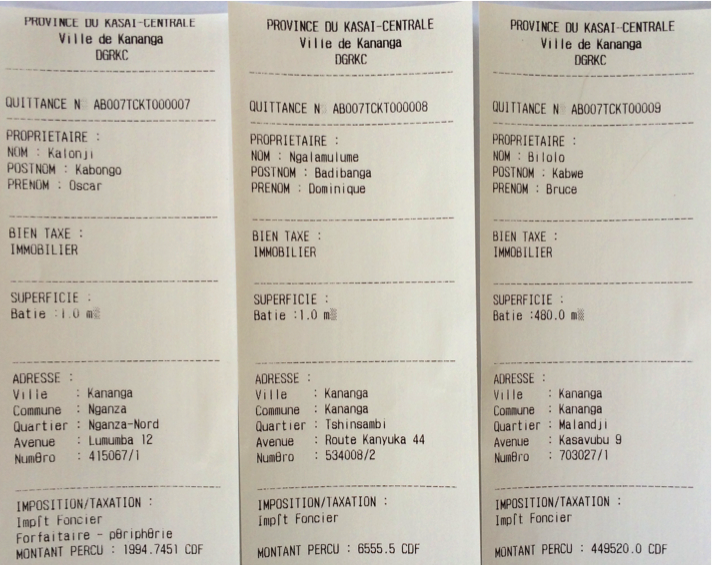 PROVINCE DU KASAI-CENTRALE
Ville de Kananga
DGRKC
QUITTANCE N AB007TCKT000007
PROPRIETAIRE :
NOM : Kalonji
POSTNOM : Kabongo
PRENOM : Oscar
BIEN TAXE :
IMMOBILIER
SUPERFICIE :
Batie :1.0 m
ADRESSE :
Ville : Kananga
Commune : Nganza
Quartier : Nganza-Nord
Avenue : Lumumba 12
Numθro : 415067/1
IMPOSITION/TAXATION :
Imp⌠t Foncier
Forfaitaire - pθriphθrie
MONTANT PERCU : 1994.7451 CDF
PROVINCE DU KASAI-CENTRALE
Ville de Kananga
DGRKC
QUITTANCE N AB007TCKT000008
PROPRIETAIRE :
NOM : Ngalamulume
POSTNOM : Badibanga
PRENOM : Dominique
BIEN TAXE :
IMMOBILIER
SUPERFICIE :
Batie :1.0 m
ADRESSE :
Ville : Kananga
Commune : Kananga
Quartier : Tshinsambi
Avenue : Route Kanyuka 44
Numθro : 534008/2
IMPOSITION/TAXATION :
Imp⌠t Foncier
MONTANT PERCU : 6555.5 CDF
PROVINCE DU KASAI-CENTRALE
Ville de Kananga
DGRKC
QUITTANCE N AB007TCKT00009
PROPRIETAIRE :
NOM : Bilolo
POSTNOM : Kabwe
PRENOM : Bruce
BIEN TAXE :
IMMOBILIER
SUPERFICIE :
Batie :480.0 m
ADRESSE :
Ville : Kananga
Commune : Kananga
Quartier : Malandji
Avenue : Kasavubu 9
Numθro : 703027/1
IMPOSITION/TAXATION :
Imp⌠t Foncier
MONTANT PERCU : 449520.0 CDF